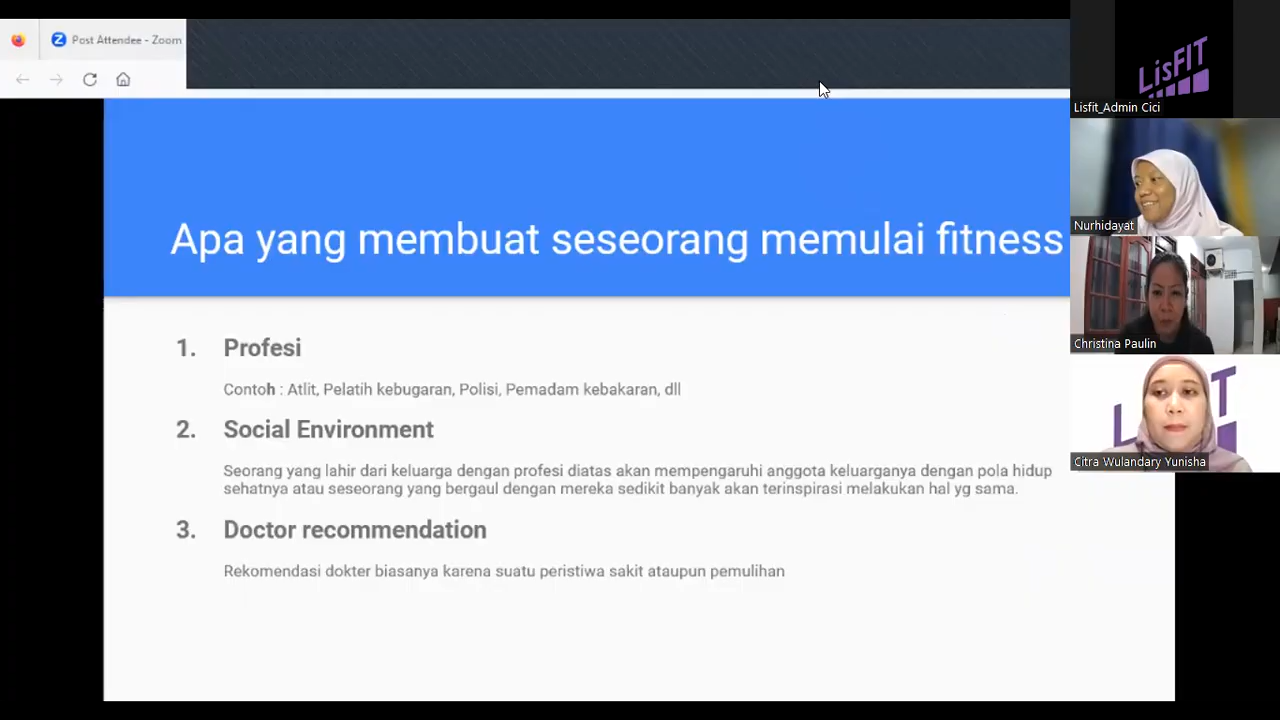 Post Attendee - Zoom
LisFIT
Lisfit_Admin Cici
Nurhidayat
Christina Paulin
LisFIT
Citra Wulandary Yunisha
Apa yang membuat seseorang memulai fitness
1. Profesi
Contoh : Atlit, Pelatih kebugaran, Polisi, Pemadam kebakaran, dll
2. Social Environment
Seorang yang lahir dari keluarga dengan profesi diatas akan mempengaruhi anggota keluarganya dengan pola hidup
sehatnya atau seseorang yang bergaul dengan mereka sedikit banyak akan terinspirasi melakukan hal yg sama.
3. Doctor recommendation
Rekomendasi dokter biasanya karena suatu peristiwa sakit ataupun pemulihan